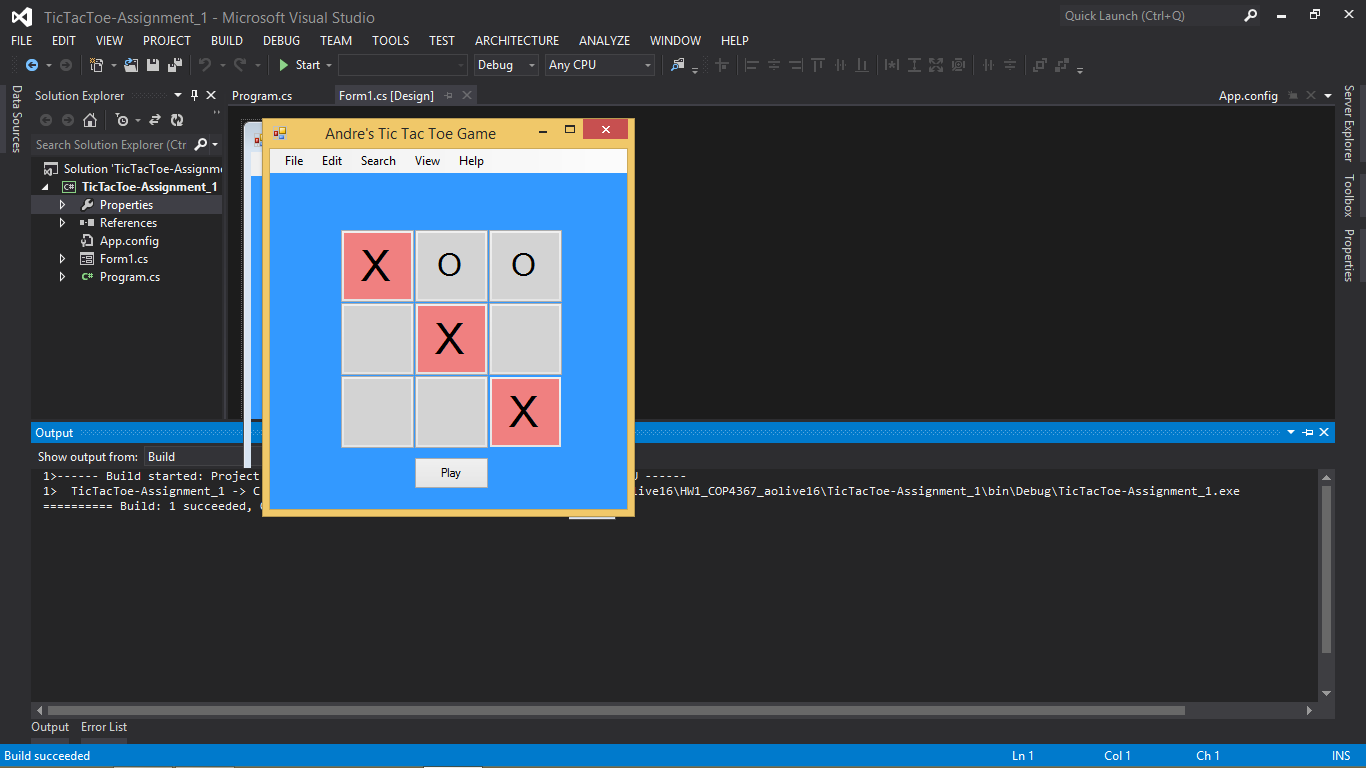 TicTacToe-Assignment_1 - Microsoft Visual Studio
Quick Launch (Ctrl+Q)
FILE EDIT VIEW PROJECT BUILD DEBUG TEAM TOOLS TEST ARCHITECTURE ANALYZE WINDOW HELP
Start Debug Any CPU
Data Sources
Solution Explorer
Program.cs
Form1.cs [Design]
App.config
Search Solution Explorer (Ctr
Solution 'TicTacToe-Assignme
C# TicTacToe-Assignment_1
Properties
References
App.config
Form1.cs
C# Program.cs
Andre's Tic Tac Toe Game
File Edit Search View Help
X O O
X
X
Play
Server Explorer
Toolbox
Properties
Output
Show output from: Build
1>------ Build started: Project U ------
1> TicTacToe-Assignment_1 -> C live16\HW1_COP4367_aolive16\TicTacToe-Assignment_1\bin\Debug\TicTacToe-Assignment_1.exe
========== Build: 1 succeeded,
Output Error List
Build succeeded Ln 1 Col 1 Ch 1 INS